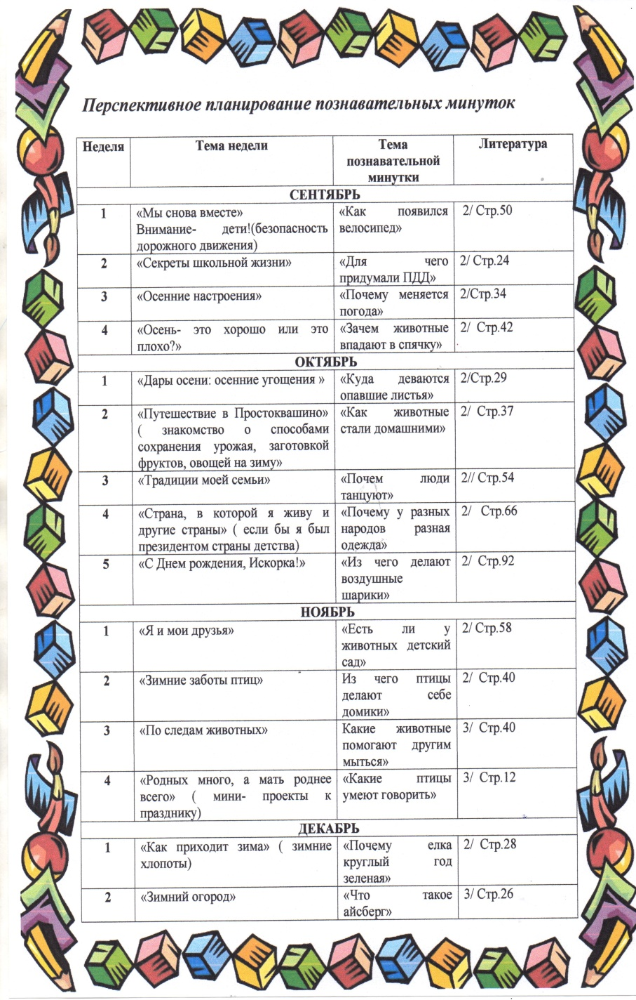 Перспективное планирование познавательных минуток
Неделя Тема недели Тема Литература
познавательной
минутки
СЕНТЯБРЬ
1 «Мы снова вместе» «Как появился 2/ Стр.50
Внимание- дети!(безопасность велосипед»
дорожного движения)
2 «Секреты школьной жизни» «Для чего 2/ Стр.24
придумали ПДД»
3 «Осенние настроения» «Почему меняется 2/Стр.34
погода»
4 «Осень- это хорошо или это «Зачем животные 2/ Стр.42
плохо?» впадают в спячку»
ОКТЯБРЬ
1 «Дары осени: осенние угощения » «Куда деваются 2/Стр.29
опавшие листья»
2 «Путешествие в Простоквашино» «Как животные 2/ Стр.37
( знакомство о способами стали домашними»
сохранения урожая, заготовкой
фруктов, овощей на зиму»
3 «Традиции моей семьи» «Почем люди 2// Стр.54
танцуют»
4 «Страна, в которой я живу и «Почему у разных 2/ Стр.66
другие страны» ( если бы я был народов разная
президентом страны детства) одежда»
5 «С Днем рождения, Искорка!» «Из чего делают 2/ Стр.92
воздушные
шарики»
НОЯБРЬ
1 «Я и мои друзья» «Есть ли у 2/ Стр.58
животных детский
сад»
2 «Зимние заботы птиц» Из чего птицы 2/ Стр.40
делают себе
домики»
3 «По следам животных» Какие животные 3/ Стр.40
помогают другим
мыться»
4 «Родных много, а мать роднее «Какие птицы 3/ Стр.12
всего» ( мини- проекты к умеют говорить»
празднику)
ДЕКАБРЬ
1 «Как приходит зима» ( зимние «Почему елка 2/ Стр.28
хлопоты) круглый год
зеленая»
2 «Зимний огород» «Что такое 3/ Стр.26
айсберг»